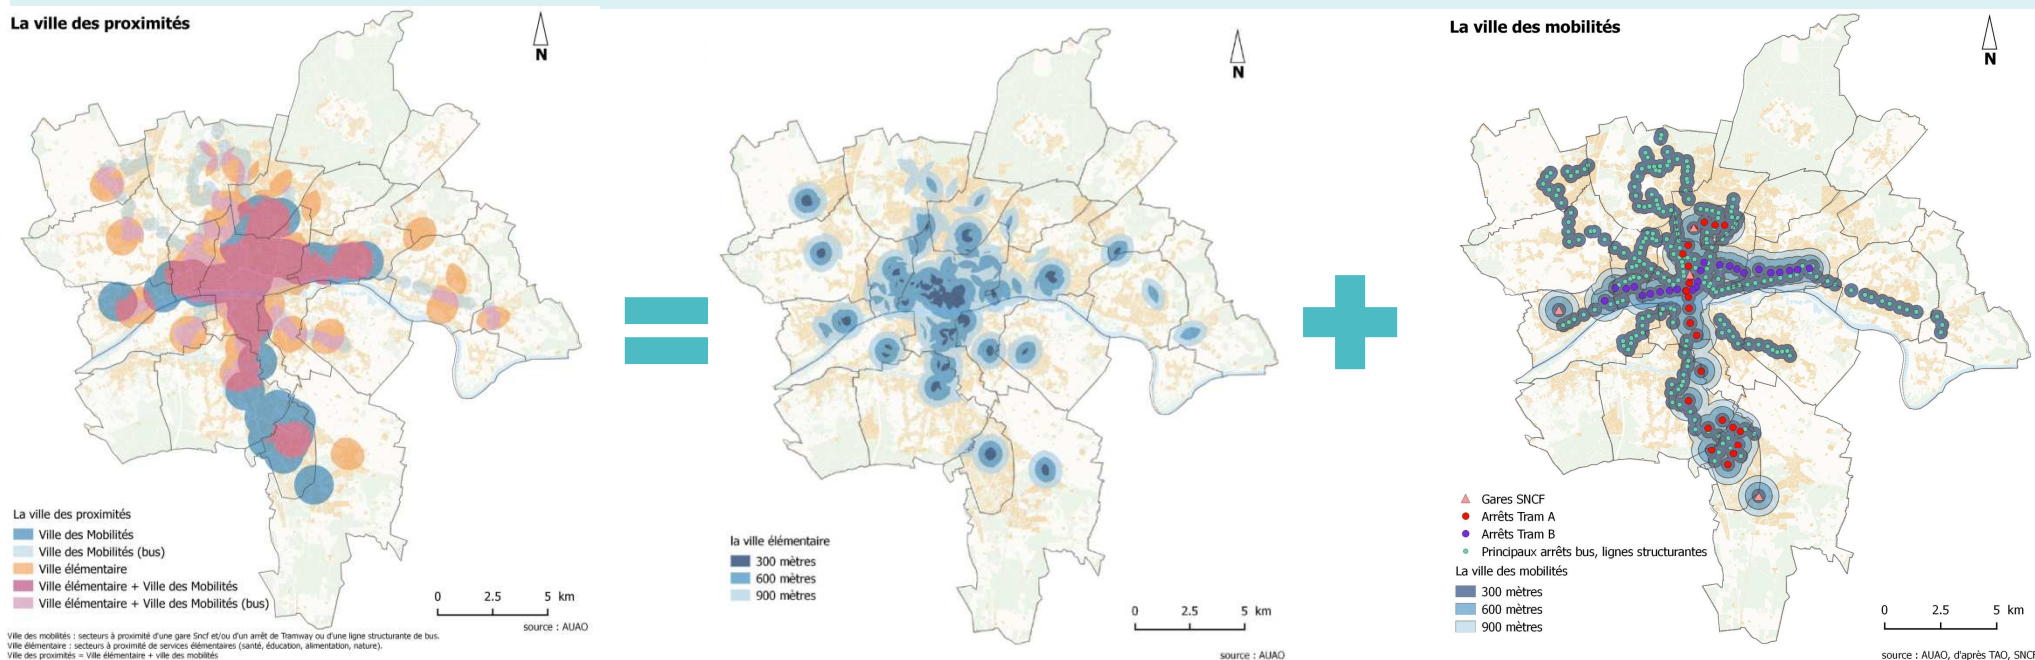 La ville des proximités
N
La ville des proximités
Ville des Mobilités
Ville des Mobilités (bus)
Ville élémentaire
Ville élémentaire + Ville des Mobilités
Ville élémentaire + Ville des Mobilités (bus)
0 2.5 5 km
source : AUAO
Ville des mobilités : secteurs à proximité d'une gare Sncf et/ou d'un arrêt de Tramway ou d'une ligne structurante de bus.
Ville élémentaire : secteurs à proximité de services élémentaires (santé, éducation, alimentation, nature).
Ville des proximités = Ville élémentaire + ville des mobilités
N
la ville élémentaire
300 mètres
600 mètres
900 mètres
0 2.5 5 km
source : AUAO
La ville des mobilités
N
Gares SNCF
Arrêts Tram A
Arrêts Tram B
Principaux arrêts bus, lignes structurantes
La ville des mobilités
300 mètres
600 mètres
900 mètres
0 2.5 5 km
source : AUAO, d'après TAO, SNCF